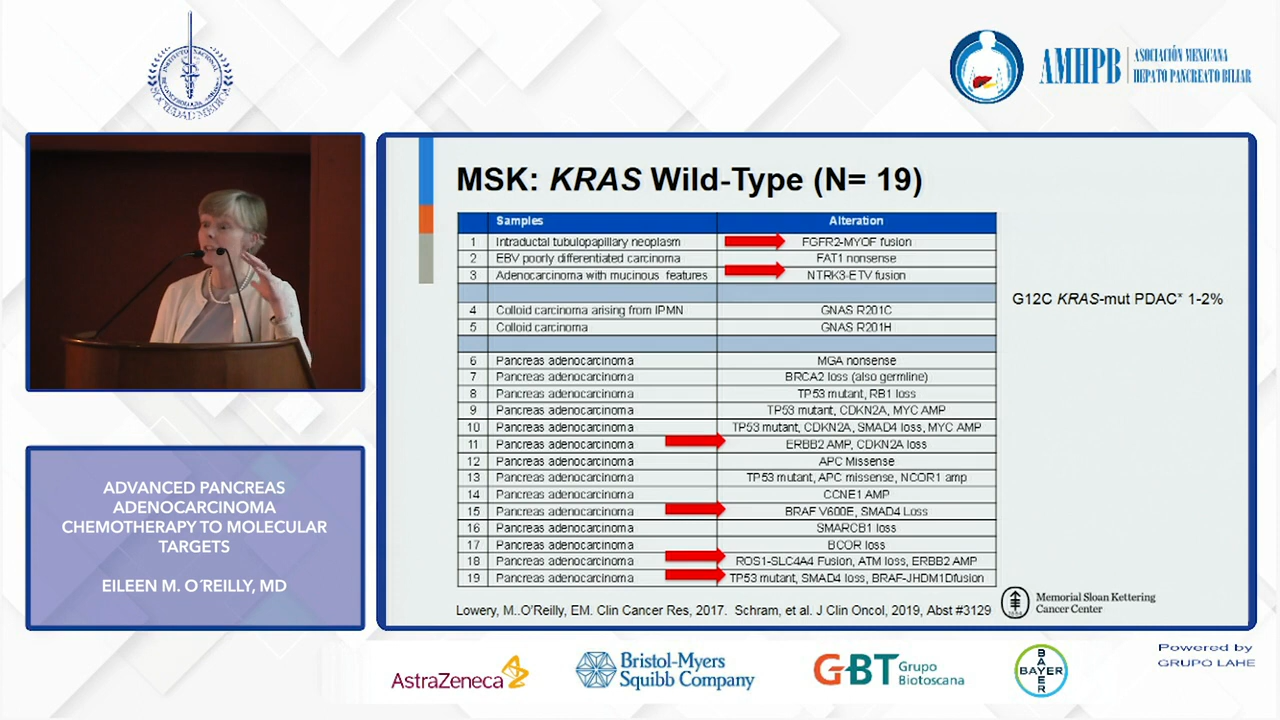 AMHPB
ASOCIACIÓN MEXICANA
HEPATO PANCREATO BILIAR
MSK: KRAS Wild-Type (N= 19)
Samples Alteration
1 Intraductal tubulopapillary neoplasm FGFR2-MYOF fusion
2 EBV poorly differentiated carcinoma FAT1 nonsense
3 Adenocarcinoma with mucinous features NTRK3-ETV fusion
4 Colloid carcinoma arising from IPMN GNAS R201C
5 Colloid carcinoma GNAS R201H
6 Pancreas adenocarcinoma MGA nonsense
7 Pancreas adenocarcinoma BRCA2 loss (also germline)
8 Pancreas adenocarcinoma TP53 mutant, RB1 loss
9 Pancreas adenocarcinoma TP53 mutant, CDKN2A, MYC AMP
10 Pancreas adenocarcinoma TP53 mutant, CDKN2A, SMAD4 loss, MYC AMP
11 Pancreas adenocarcinoma ERBB2 AMP, CDKN2A loss
12 Pancreas adenocarcinoma APC Missense
13 Pancreas adenocarcinoma TP53 mutant, APC missense, NCOR1 amp
14 Pancreas adenocarcinoma CCNE1 AMP
15 Pancreas adenocarcinoma BRAF V600E, SMAD4 Loss
16 Pancreas adenocarcinoma SMARCB1 loss
17 Pancreas adenocarcinoma BCOR loss
18 Pancreas adenocarcinoma ROS1-SLC4A4 Fusion, ATM loss, ERBB2 AMP
19 Pancreas adenocarcinoma TP53 mutant, SMAD4 loss, BRAF-JHDM1Dfusion
G12C KRAS-mut PDAC* 1-2%
Lowery, M..O'Reilly, EM. Clin Cancer Res, 2017. Schram, et al. J Clin Oncol, 2019, Abst #3129
Memorial Sloan Kettering
Cancer Center
ADVANCED PANCREAS
ADENOCARCINOMA
CHEMOTHERAPY TO MOLECULAR
TARGETS
EILEEN M. O´REILLY, MD
AstraZeneca
Bristol-Myers
Squibb Company
GBT Grupo
Biotoscana
BAYER
BAYER
Powered by
GRUPO LAHE